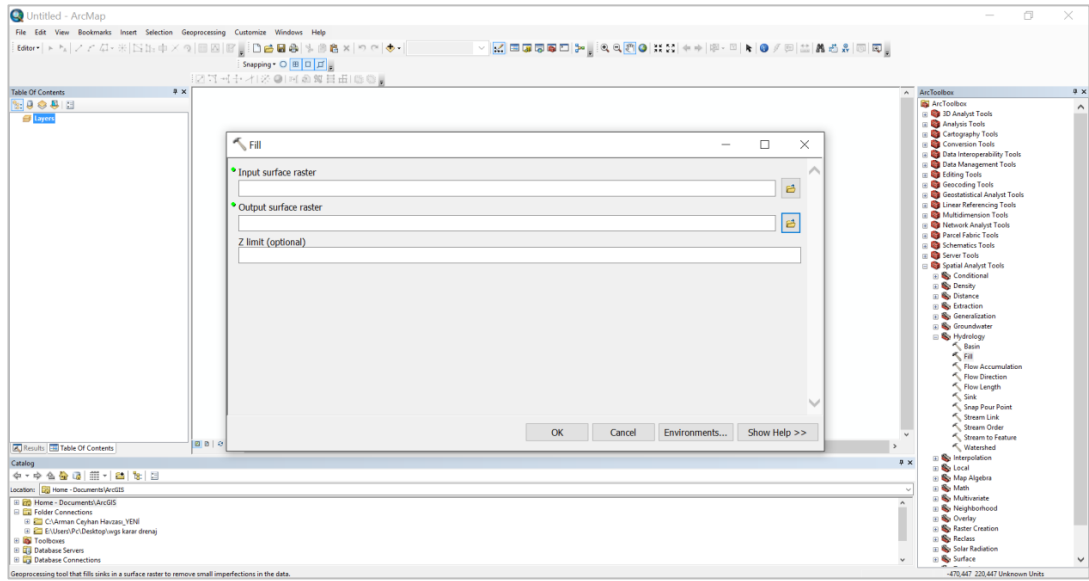 Untitled - ArcMap
File Edit View Bookmarks Insert Selection Geoprocessing Customize Windows Help
Editor
Snapping
Table Of Contents
Layers
Results
Table Of Contents
Fill
Input surface raster
Output surface raster
Z limit (optional)
OK
Cancel
Environments...
Show Help >>
ArcToolbox
ArcToolbox
3D Analyst Tools
Analysis Tools
Cartography Tools
Conversion Tools
Data Interoperability Tools
Data Management Tools
Editing Tools
Geocoding Tools
Geostatistical Analyst Tools
Linear Referencing Tools
Multidimension Tools
Network Analyst Tools
Parcel Fabric Tools
Schematics Tools
Server Tools
Spatial Analyst Tools
Conditional
Density
Distance
Extraction
Generalization
Groundwater
Hydrology
Basin
Fill
Flow Accumulation
Flow Direction
Flow Length
Sink
Snap Pour Point
Stream Link
Stream Order
Stream to Feature
Watershed
Interpolation
Local
Map Algebra
Math
Multivariate
Neighborhood
Overlay
Raster Creation
Reclass
Solar Radiation
Surface
Catalog
Location: Home - Documents\ArcGIS
Home - Documents\ArcGIS
Folder Connections
C:\Arman Ceyhan Havzası_YENİ
E:\Users\Pc\Desktop\wgs karar drenaj
Toolboxes
Database Servers
Database Connections
Geoprocessing tool that fills sinks in a surface raster to remove small imperfections in the data.
-470,447 220,447 Unknown Units